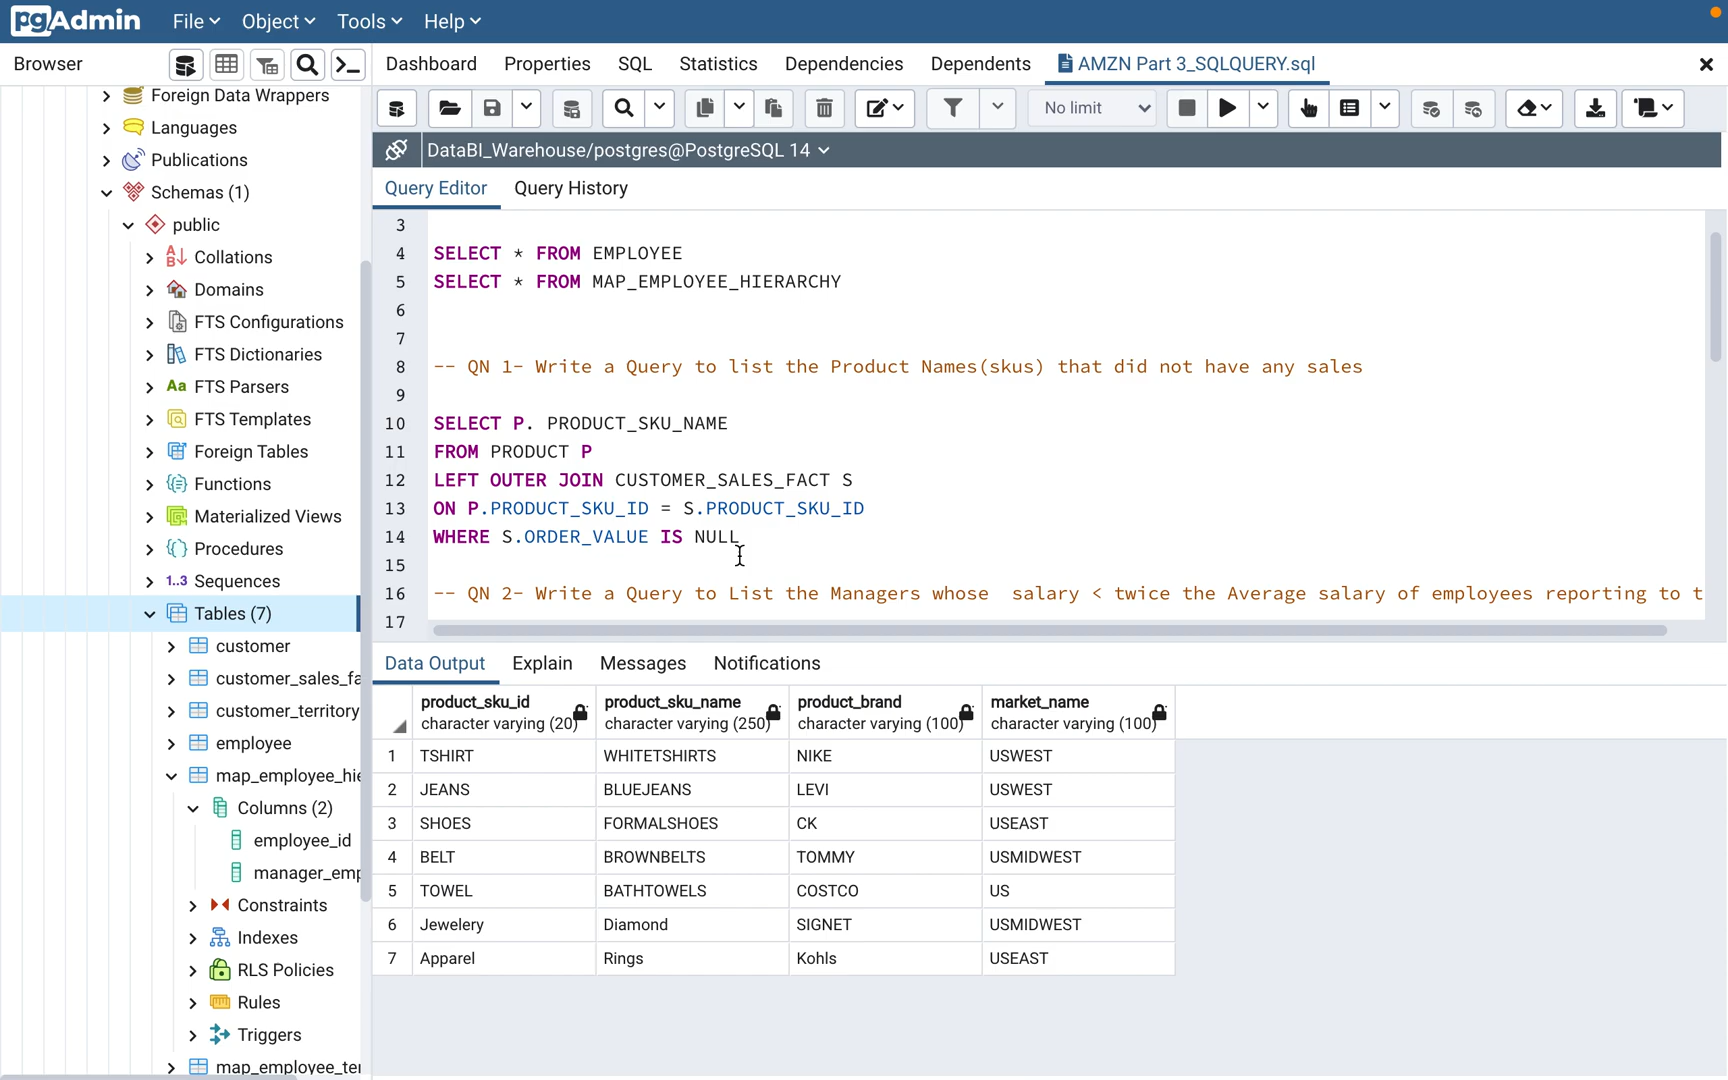 pgAdmin File Object Tools Help
Browser
Dashboard Properties SQL Statistics Dependencies Dependents AMZN Part 3_SQLQUERY.sql
No limit
DataBI_Warehouse/postgres@PostgreSQL 14
Query Editor Query History
Foreign Data Wrappers
Languages
Publications
Schemas (1)
public
Collations
Domains
FTS Configurations
FTS Dictionaries
Aa FTS Parsers
FTS Templates
Foreign Tables
Functions
Materialized Views
Procedures
1..3 Sequences
Tables (7)
customer
customer_sales_fa
customer_territory
employee
map_employee_hie
Columns (2)
employee_id
manager_emp
Constraints
Indexes
RLS Policies
Rules
Triggers
map_employee_ter
3
4 SELECT * FROM EMPLOYEE
5 SELECT * FROM MAP_EMPLOYEE_HIERARCHY
6
7
8 -- QN 1- Write a Query to list the Product Names(skus) that did not have any sales
9
10 SELECT P. PRODUCT_SKU_NAME
11 FROM PRODUCT P
12 LEFT OUTER JOIN CUSTOMER_SALES_FACT S
13 ON P.PRODUCT_SKU_ID = S.PRODUCT_SKU_ID
14 WHERE S.ORDER_VALUE IS NULL
15
16 -- QN 2- Write a Query to List the Managers whose  salary < twice the Average salary of employees reporting to t
17
Data Output Explain Messages Notifications
product_sku_id product_sku_name product_brand market_name
character varying (20) character varying (250) character varying (100) character varying (100)
1 TSHIRT WHITETSHIRTS NIKE USWEST
2 JEANS BLUEJEANS LEVI USWEST
3 SHOES FORMALSHOES CK USEAST
4 BELT BROWNBELTS TOMMY USMIDWEST
5 TOWEL BATHTOWELS COSTCO US
6 Jewelery Diamond SIGNET USMIDWEST
7 Apparel Rings Kohls USEAST